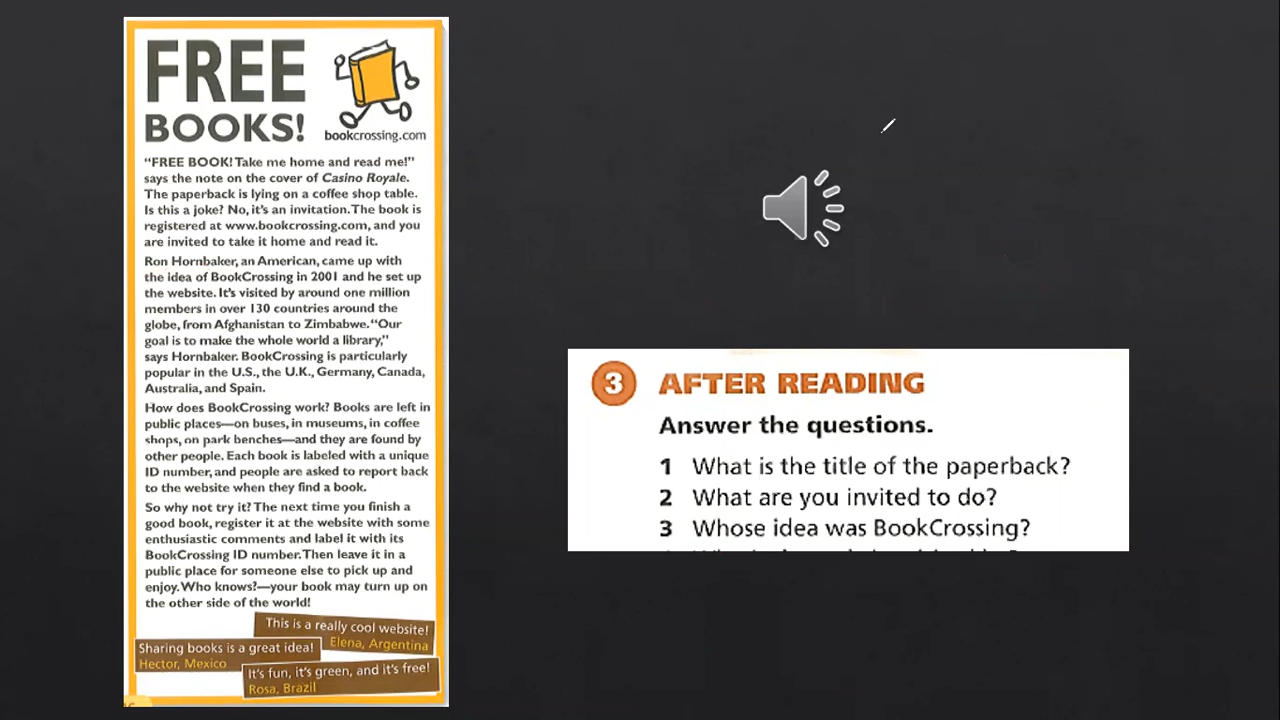 FREE
BOOKS!
bookcrossing.com
“FREE BOOK! Take me home and read me!”
says the note on the cover of Casino Royale.
The paperback is lying on a coffee shop table.
Is this a joke? No, it’s an invitation. The book is
registered at www.bookcrossing.com, and you
are invited to take it home and read it.
Ron Hornbaker, an American, came up with
the idea of BookCrossing in 2001 and he set up
the website. It’s visited by around one million
members in over 130 countries around the
globe, from Afghanistan to Zimbabwe. “Our
goal is to make the whole world a library,”
says Hornbaker. BookCrossing is particularly
popular in the U.S., the U.K., Germany, Canada,
Australia, and Spain.
How does BookCrossing work? Books are left in
public places—on buses, in museums, in coffee
shops, on park benches—and they are found by
other people. Each book is labeled with a unique
ID number, and people are asked to report back
to the website when they find a book.
So why not try it? The next time you finish a
good book, register it at the website with some
enthusiastic comments and label it with its
BookCrossing ID number. Then leave it in a
public place for someone else to pick up and
enjoy. Who knows?—your book may turn up on
the other side of the world!
This is a really cool website!
Elena, Argentina
Sharing books is a great idea!
Hector, Mexico
It’s fun, it’s green, and it’s free!
Rosa, Brazil
3 AFTER READING
Answer the questions.
1 What is the title of the paperback?
2 What are you invited to do?
3 Whose idea was BookCrossing?